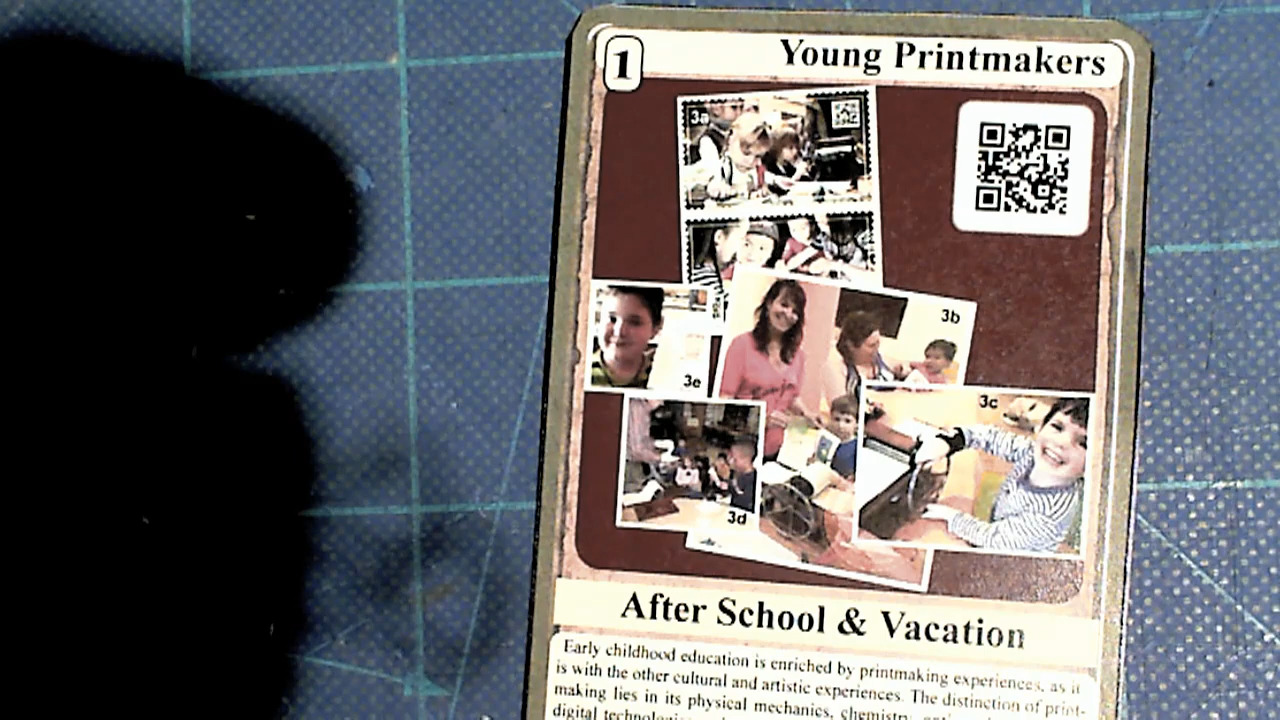 1
Young Printmakers
3a
3b
3e
3c
3d
After School & Vacation
Early childhood education is enriched by printmaking experiences, as it
is with the other cultural and artistic experiences. The distinction of print-
making lies in its physical mechanics, chemistry,
digital